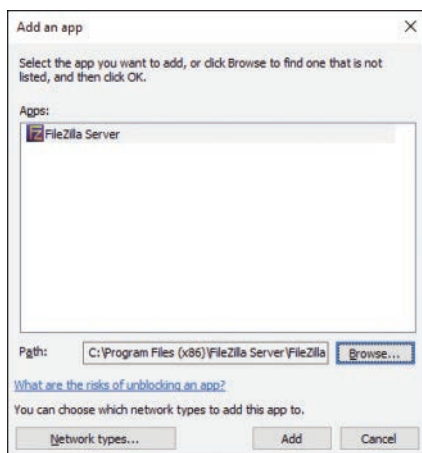 Add an app
Select the app you want to add, or click Browse to find one that is not
listed, and then click OK.
Apps:
FileZilla Server
Path:
C:\Program Files (x86)\FileZilla Server\FileZilla
Browse...
What are the risks of unblocking an app?
You can choose which network types to add this app to.
Network types...
Add
Cancel